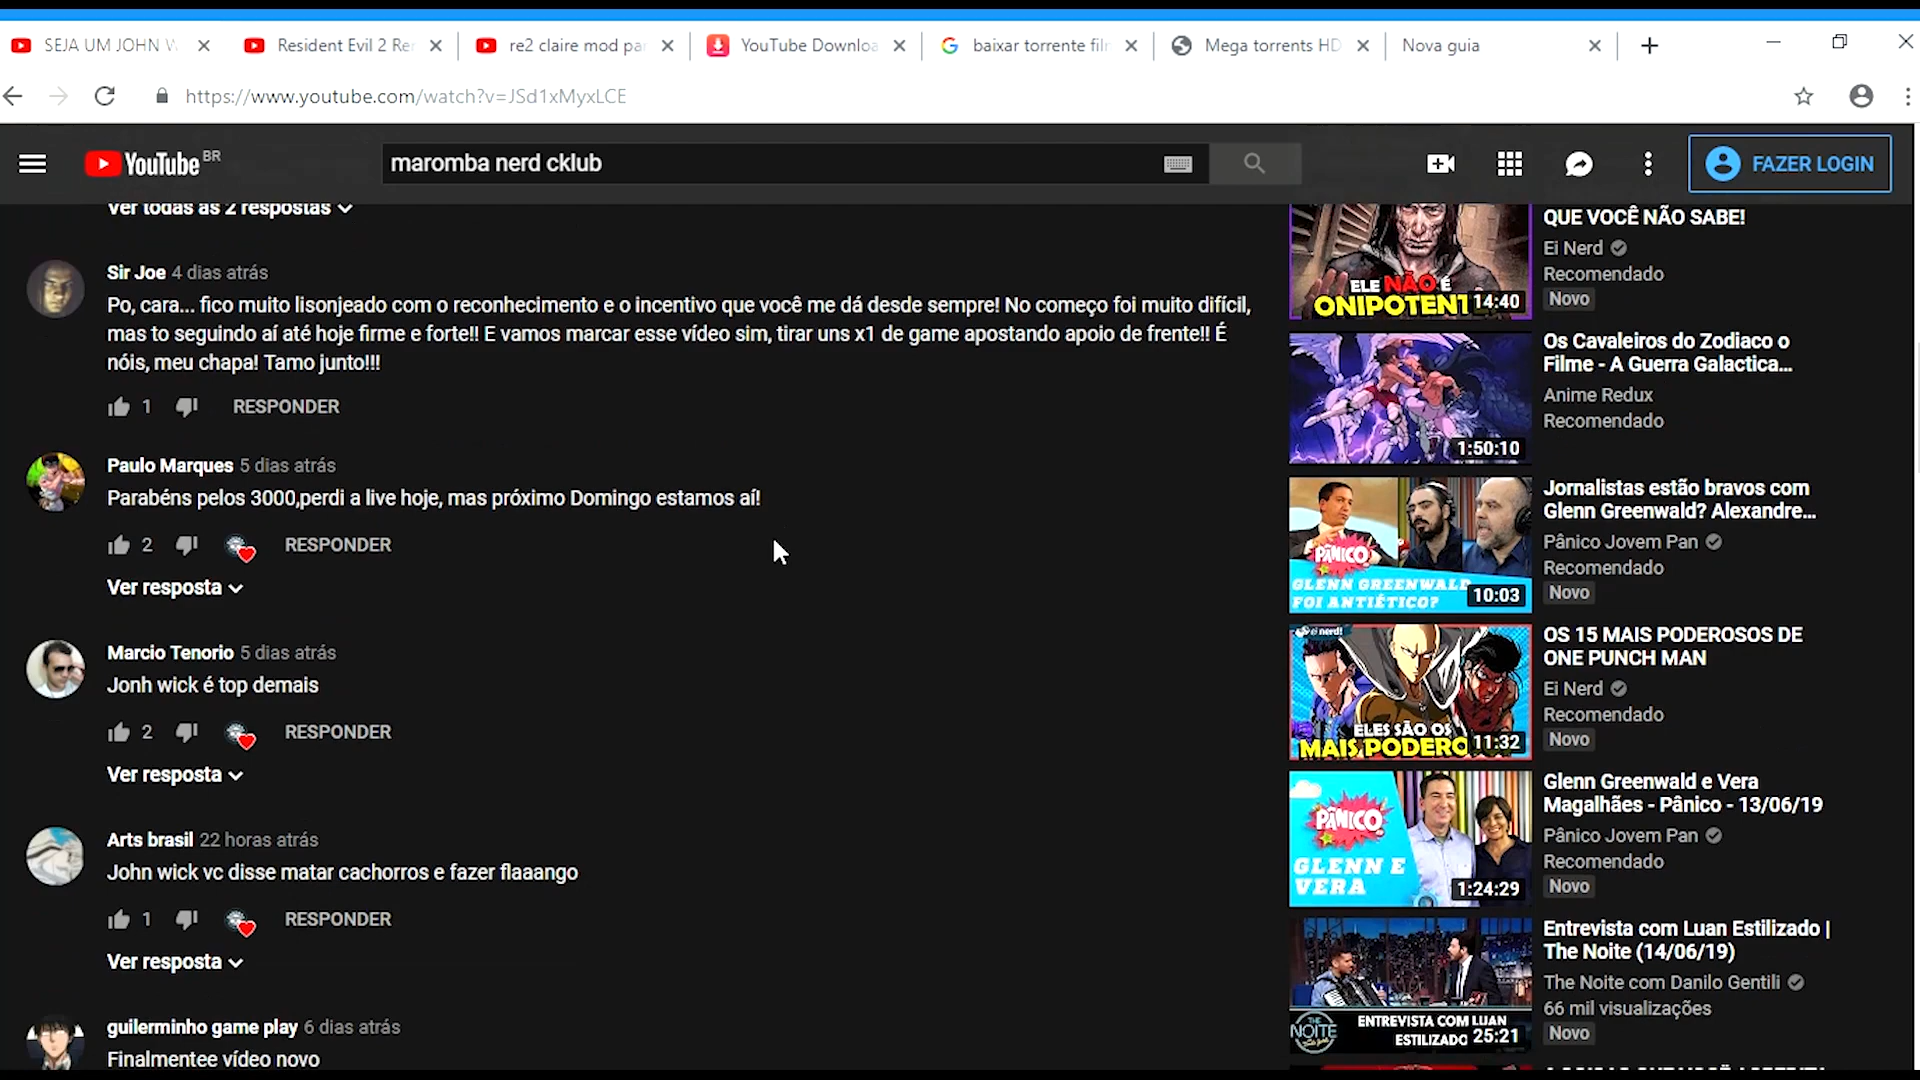 SEJA UM JOHN W
Resident Evil 2 Re
re2 claire mod pa
YouTube Downloa
baixar torrente fil
Mega torrents HD
Nova guia
https://www.youtube.com/watch?v=JSd1xMyxLCE
YouTube BR
maromba nerd cklub
FAZER LOGIN
Ver todas as 2 respostas
Sir Joe 4 dias atrás
Po, cara... fico muito lisonjeado com o reconhecimento e o incentivo que você me dá desde sempre! No começo foi muito difícil,
mas to seguindo aí até hoje firme e forte!! E vamos marcar esse vídeo sim, tirar uns x1 de game apostando apoio de frente!! É
nóis, meu chapa! Tamo junto!!!
1 RESPONDER
Paulo Marques 5 dias atrás
Parabéns pelos 3000,perdi a live hoje, mas próximo Domingo estamos aí!
2 RESPONDER
Ver resposta
Marcio Tenorio 5 dias atrás
Jonh wick é top demais
2 RESPONDER
Ver resposta
Arts brasil 22 horas atrás
John wick vc disse matar cachorros e fazer flaaango
1 RESPONDER
Ver resposta
guilerminho game play 6 dias atrás
Finalmentee vídeo novo
ELE NÃO É
ONIPOTENT 14:40
QUE VOCÊ NÃO SABE!
Ei Nerd
Recomendado
Novo
1:50:10
Os Cavaleiros do Zodiaco o
Filme - A Guerra Galactica...
Anime Redux
Recomendado
PÂNICO
GLENN GREENWALD
FOI ANTIÉTICO? 10:03
Jornalistas estão bravos com
Glenn Greenwald? Alexandre...
Pânico Jovem Pan
Recomendado
Novo
ei nerd!
ELES SÃO OS
MAIS PODERO 11:32
OS 15 MAIS PODEROSOS DE
ONE PUNCH MAN
Ei Nerd
Recomendado
Novo
PÂNICO
GLENN E
VERA 1:24:29
Glenn Greenwald e Vera
Magalhães - Pânico - 13/06/19
Pânico Jovem Pan
Recomendado
Novo
THE NOITE
ENTREVISTA COM LUAN
ESTILIZADO 25:21
Entrevista com Luan Estilizado |
The Noite (14/06/19)
The Noite com Danilo Gentili
66 mil visualizações
Novo